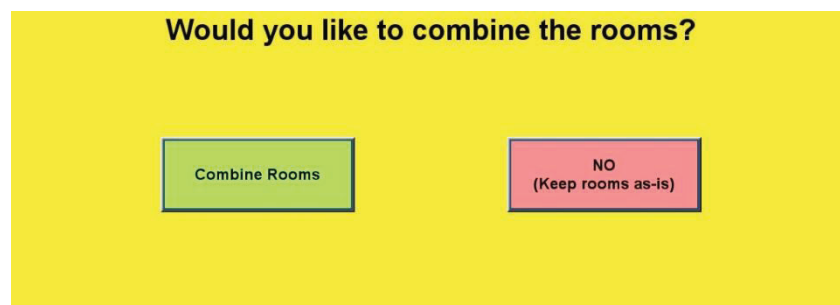 Would you like to combine the rooms?
Combine Rooms
NO
(Keep rooms as-is)